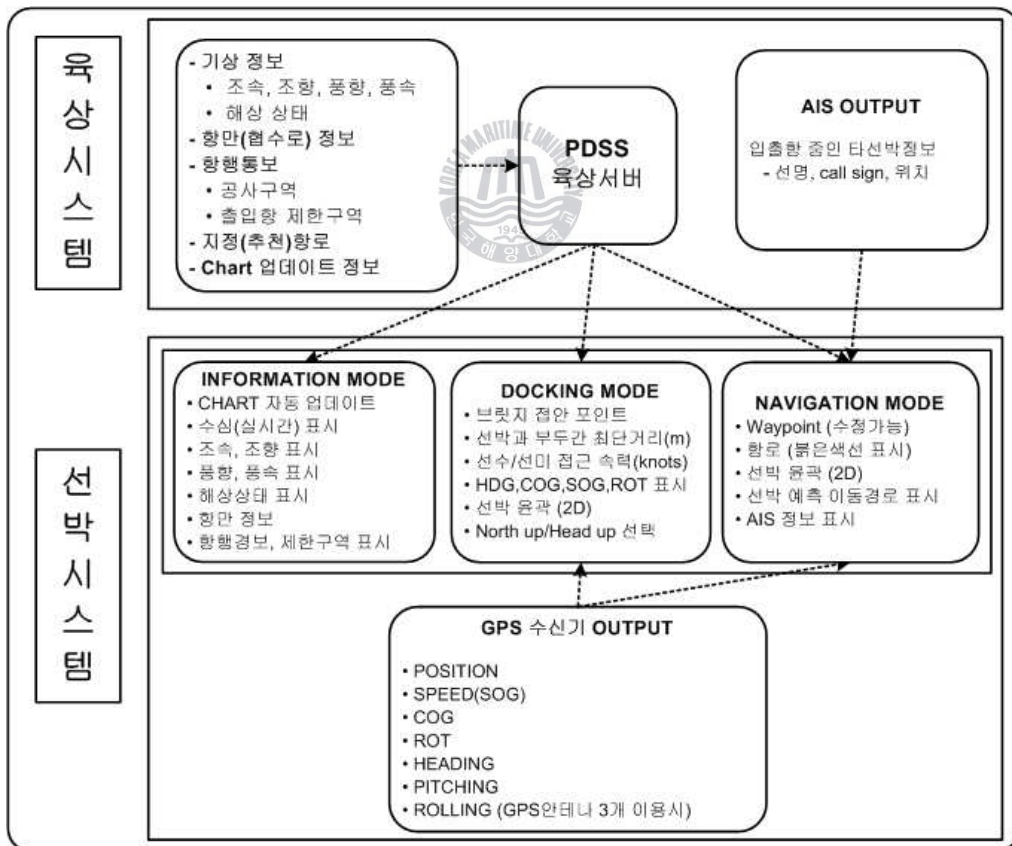 육상시스템
- 기상 정보
• 조속, 조향, 풍향, 풍속
• 해상 상태
- 항만(협수로) 정보
- 항행통보
• 공사구역
• 출입항 제한구역
- 지정(추천)항로
- Chart 업데이트 정보
KOREA MARITIME UNIVERSITY
1945
한국해양대학교
PDSS
육상서버
AIS OUTPUT
입출항 중인 타선박정보
- 선명, call sign, 위치
선박시스템
INFORMATION MODE
• CHART 자동 업데이트
• 수심(실시간) 표시
• 조속, 조향 표시
• 풍향, 풍속 표시
• 해상상태 표시
• 항만 정보
• 항행경보, 제한구역 표시
DOCKING MODE
• 브릿지 접안 포인트
• 선박과 부두간 최단거리(m)
• 선수/선미 접근 속력(knots)
• HDG,COG,SOG,ROT 표시
• 선박 윤곽 (2D)
• North up/Head up 선택
NAVIGATION MODE
• Waypoint (수정가능)
• 항로 (붉은색선 표시)
• 선박 윤곽 (2D)
• 선박 예측 이동경로 표시
• AIS 정보 표시
GPS 수신기 OUTPUT
• POSITION
• SPEED(SOG)
• COG
• ROT
• HEADING
• PITCHING
• ROLLING (GPS안테나 3개 이용시)